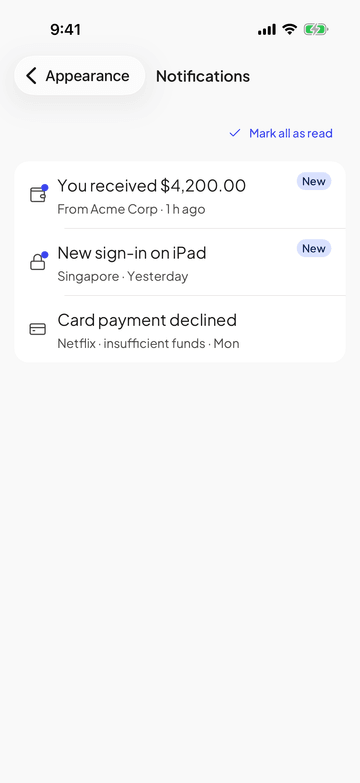 9:41
Appearance
Notifications
Mark all as read
You received $4,200.00
New
From Acme Corp · 1 h ago
New sign-in on iPad
New
Singapore · Yesterday
Card payment declined
Netflix · insufficient funds · Mon